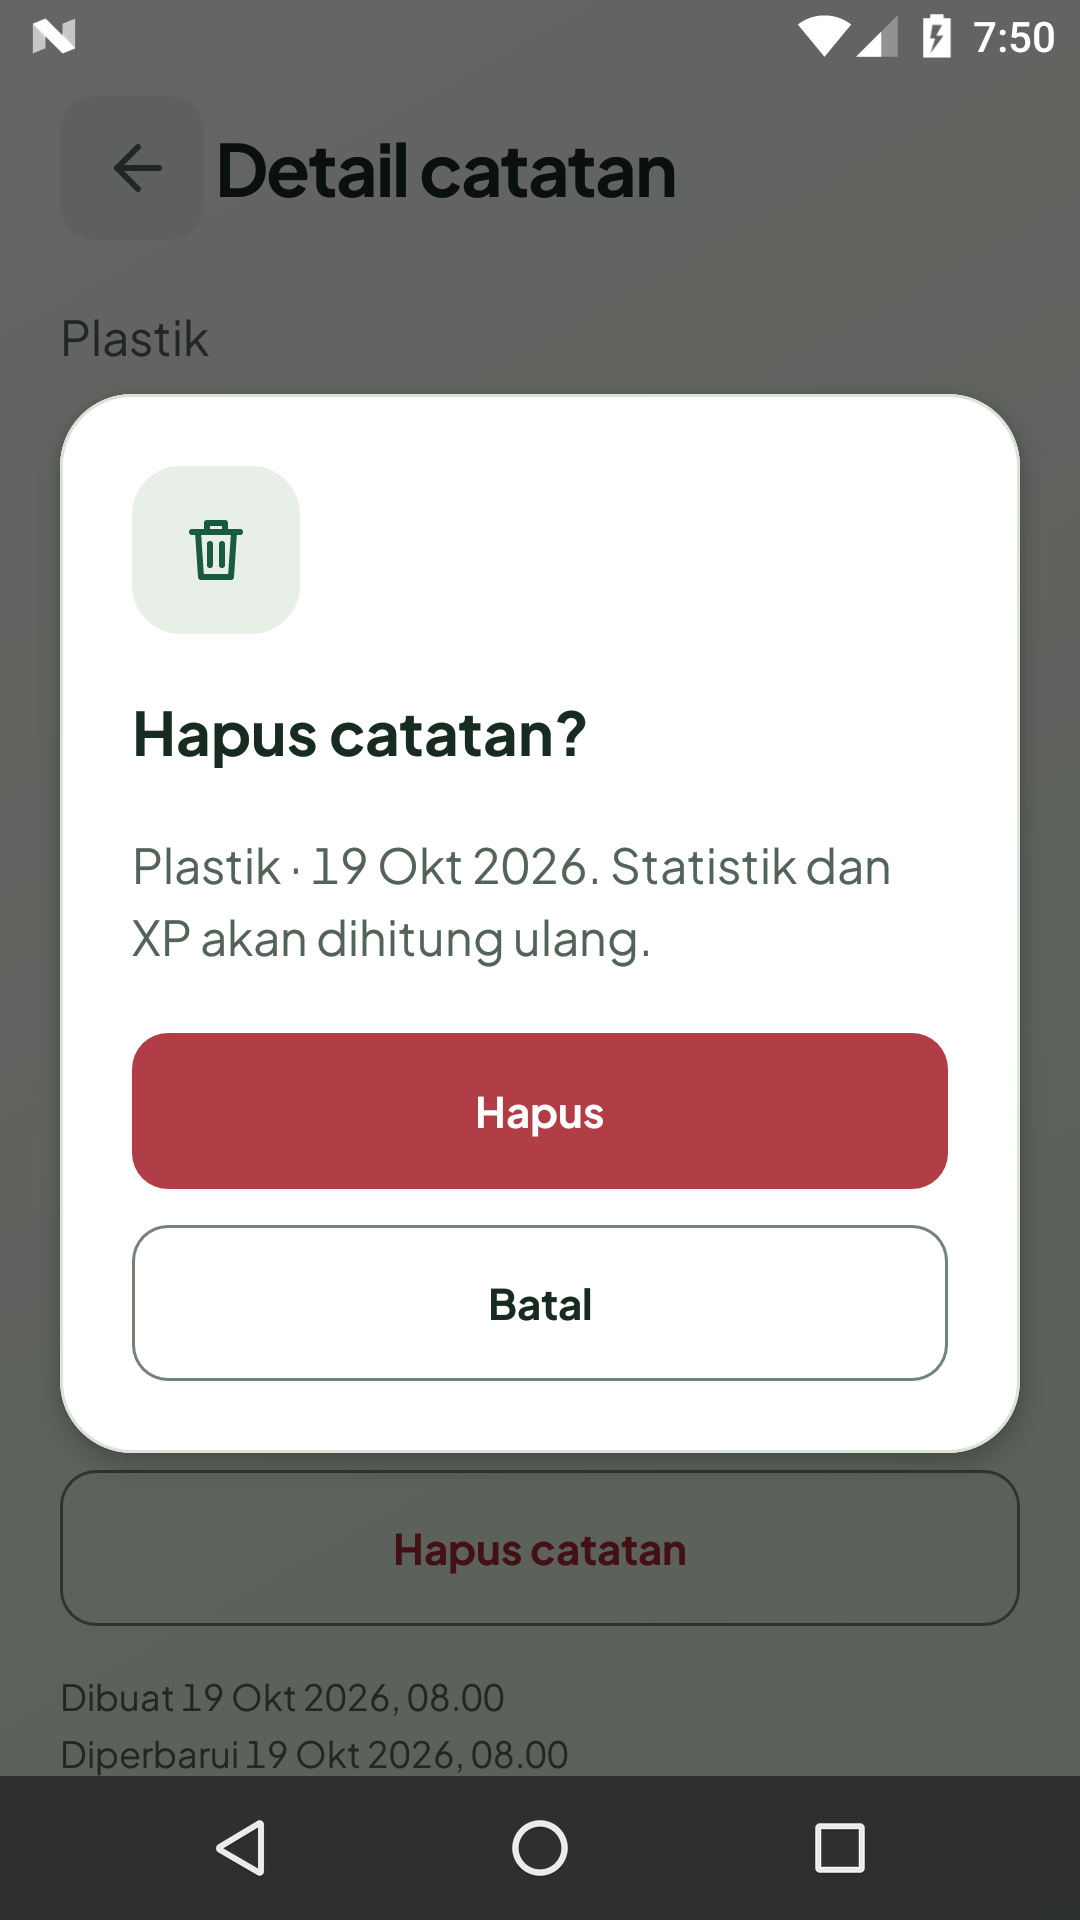 7:50
Detail catatan
Plastik
Hapus catatan?
Plastik · 19 Okt 2026. Statistik dan
XP akan dihitung ulang.
Hapus
Batal
Hapus catatan
Dibuat 19 Okt 2026, 08.00
Diperbarui 19 Okt 2026, 08.00